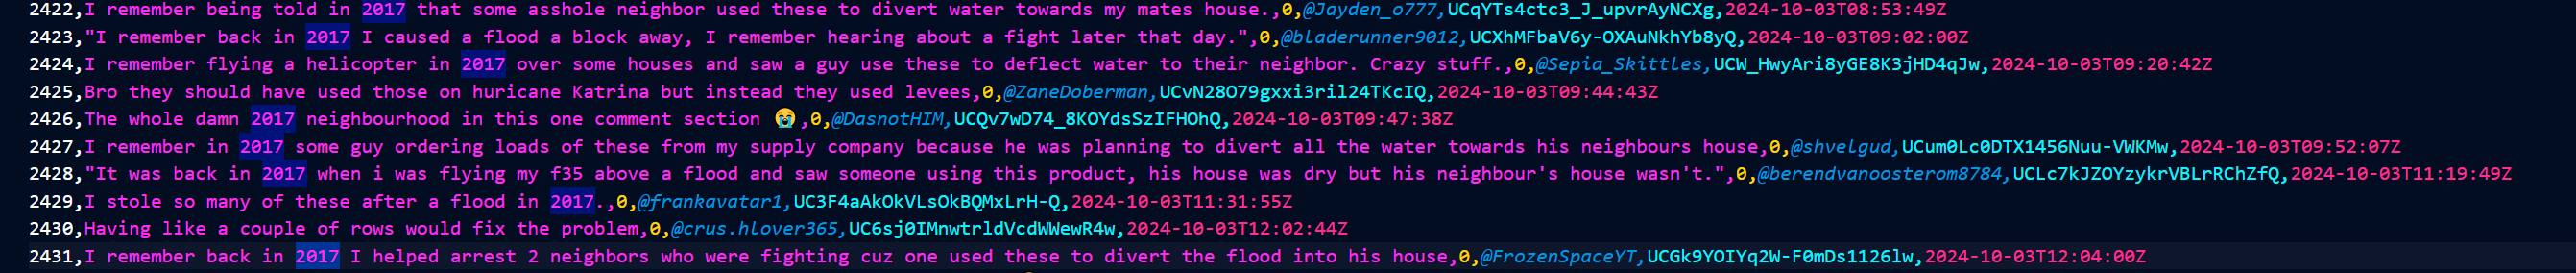 2422,I remember being told in 2017 that some asshole neighbor used these to divert water towards my mates house.,0,@Jayden_o777,UCqYTs4ctc3_J_upvrAyNCXg,2024-10-03T08:53:49Z
2423,"I remember back in 2017 I caused a flood a block away, I remember hearing about a fight later that day.",0,@bladerunner9012,UCXhMFbaV6y-OXAuNkhYb8yQ,2024-10-03T09:02:00Z
2424,I remember flying a helicopter in 2017 over some houses and saw a guy use these to deflect water to their neighbor. Crazy stuff.,0,@Sepia_Skittles,UCW_HwyAri8yGE8K3jHD4qJw,2024-10-03T09:20:42Z
2425,Bro they should have used those on huricane Katrina but instead they used levees,0,@ZaneDoberman,UCvN28O79gxxi3ril24TKcIQ,2024-10-03T09:44:43Z
2426,The whole damn 2017 neighbourhood in this one comment section 😭,0,@DasnotHIM,UCQv7wD74_8KOYdsSzIFHOhQ,2024-10-03T09:47:38Z
2427,I remember in 2017 some guy ordering loads of these from my supply company because he was planning to divert all the water towards his neighbours house,0,@shvelgud,UCum0Lc0DTX1456Nuu-VWKMw,2024-10-03T09:52:07Z
2428,"It was back in 2017 when i was flying my f35 above a flood and saw someone using this product, his house was dry but his neighbour's house wasn't.",0,@berendvanoosterom8784,UCLc7kJZOYzykrVBLrRChZfQ,2024-10-03T11:19:49Z
2429,I stole so many of these after a flood in 2017.,0,@frankavatar1,UC3F4aAkOkVLsOkBQMxLrH-Q,2024-10-03T11:31:55Z
2430,Having like a couple of rows would fix the problem,0,@crus.hlover365,UC6sj0IMnwtrldVcdWWewR4w,2024-10-03T12:02:44Z
2431,I remember back in 2017 I helped arrest 2 neighbors who were fighting cuz one used these to divert the flood into his house,0,@FrozenSpaceYT,UCGk9YOIYq2W-F0mDs1126lw,2024-10-03T12:04:00Z